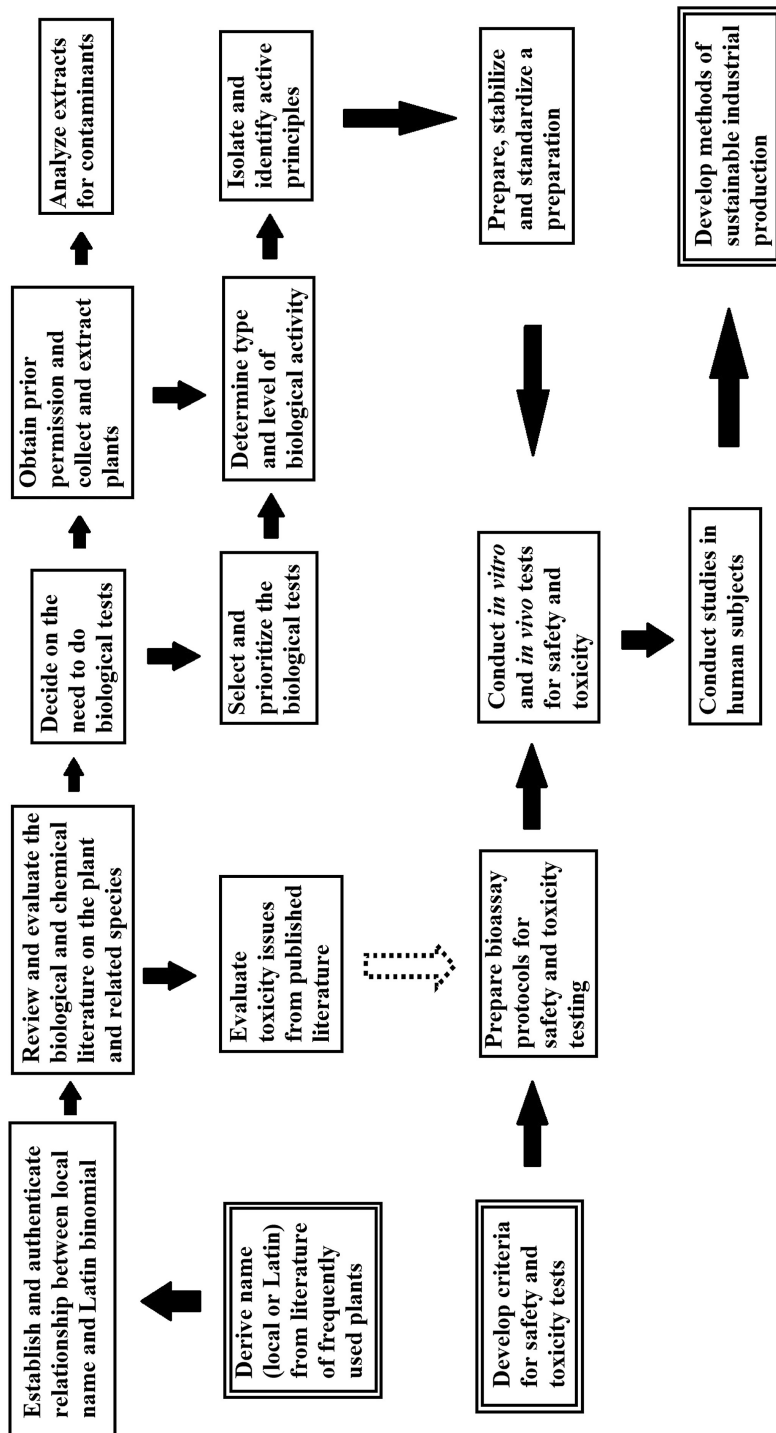 Establish and authenticate
relationship between local
name and Latin binomial
Review and evaluate the
biological and chemical
literature on the plant
and related species
Decide on the
need to do
biological tests
Obtain prior
permission and
collect and extract
plants
Analyze extracts
for contaminants
Derive name
(local or Latin)
from literature
of frequently
used plants
Evaluate
toxicity issues
from published
literature
Select and
prioritize the
biological tests
Determine type
and level of
biological activity
Isolate and
identify active
principles
Develop criteria
for safety and
toxicity tests
Prepare bioassay
protocols for
safety and toxicity
testing
Conduct in vitro
and in vivo tests
for safety and
toxicity
Prepare, stabilize
and standardize a
preparation
Conduct studies in
human subjects
Develop methods of
sustainable industrial
production